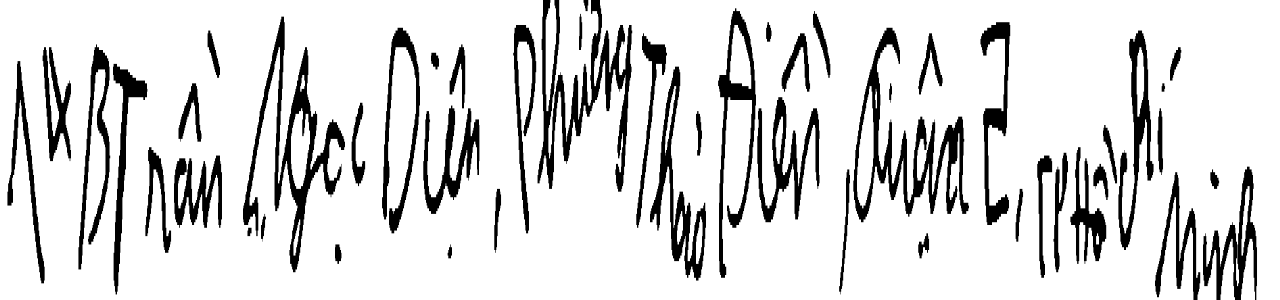 14B Trần Ngọc Diện, Phường Thảo Điền, Quận 2, TP Hồ Chí Minh